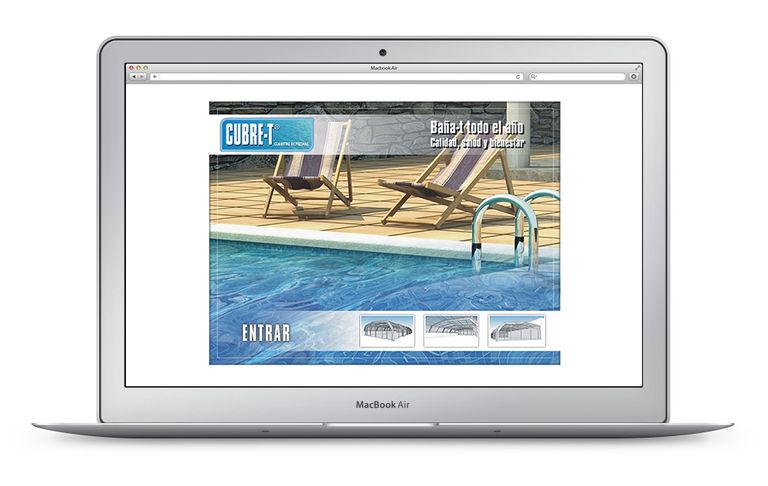 Macbook Air
CUBRE-T®
Baña-t todo el año
Calidad, salud y bienestar
ENTRAR
MacBook Air